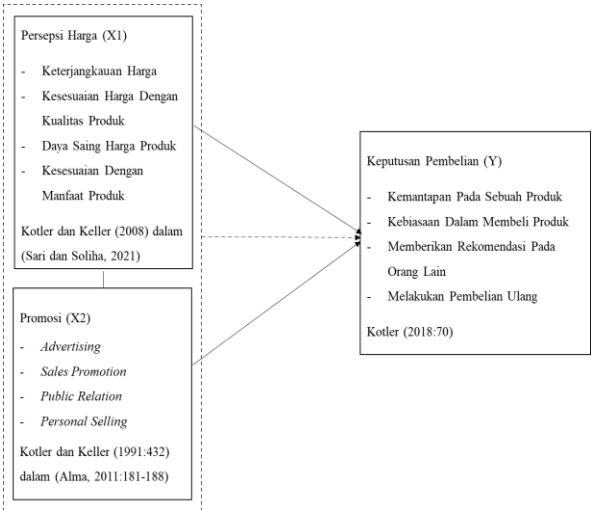 Persepsi Harga (X1)
- Keterjangkauan Harga
- Kesesuaian Harga Dengan
Kualitas Produk
- Daya Saing Harga Produk
- Kesesuaian Dengan
Manfaat Produk
Kotler dan Keller (2008) dalam
(Sari dan Soliha, 2021)
Promosi (X2)
- Advertising
- Sales Promotion
- Public Relation
- Personal Selling
Kotler dan Keller (1991:432)
dalam (Alma, 2011:181-188)
Keputusan Pembelian (Y)
- Kemantapan Pada Sebuah Produk
- Kebiasaan Dalam Membeli Produk
- Memberikan Rekomendasi Pada
Orang Lain
- Melakukan Pembelian Ulang
Kotler (2018:70)